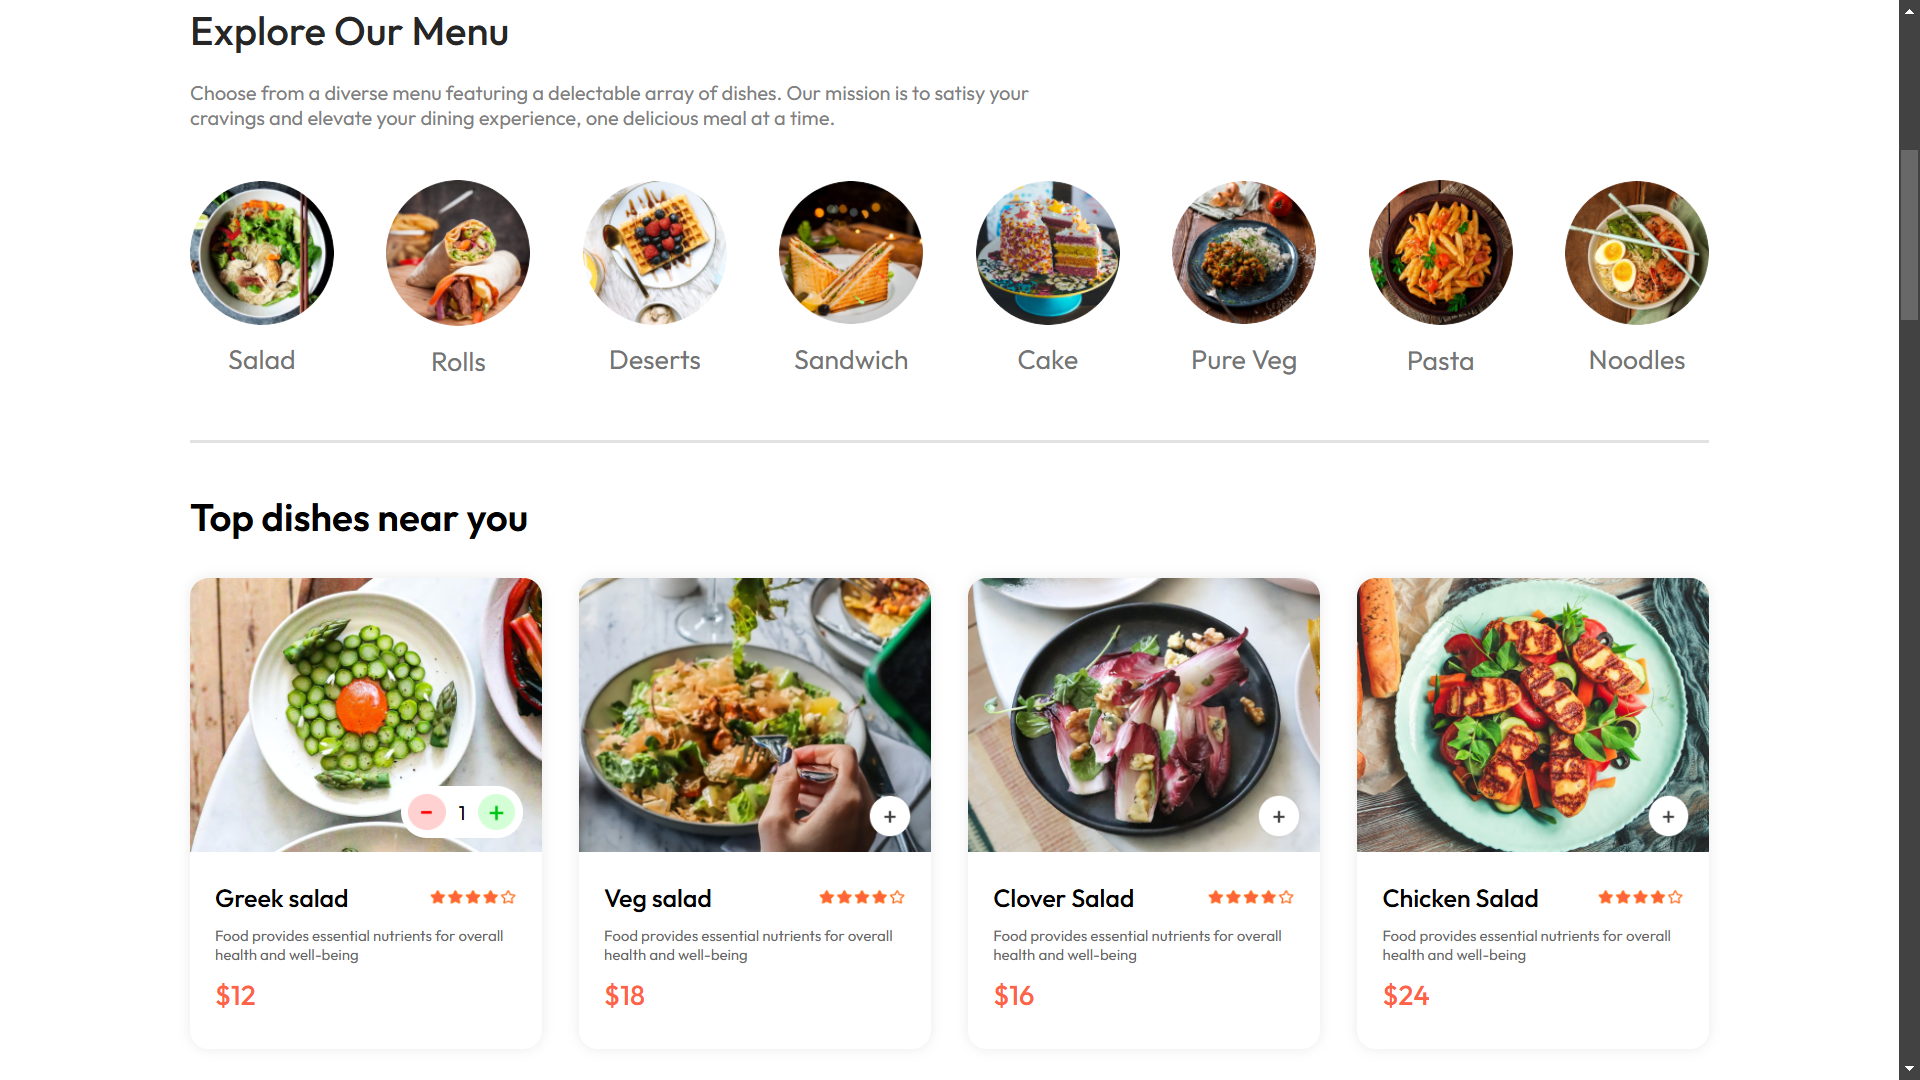 Explore Our Menu
Choose from a diverse menu featuring a delectable array of dishes. Our mission is to satisy your
cravings and elevate your dining experience, one delicious meal at a time.
Salad
Rolls
Deserts
Sandwich
Cake
Pure Veg
Pasta
Noodles
Top dishes near you
1
Greek salad
Food provides essential nutrients for overall
health and well-being
$12
Veg salad
Food provides essential nutrients for overall
health and well-being
$18
Clover Salad
Food provides essential nutrients for overall
health and well-being
$16
Chicken Salad
Food provides essential nutrients for overall
health and well-being
$24